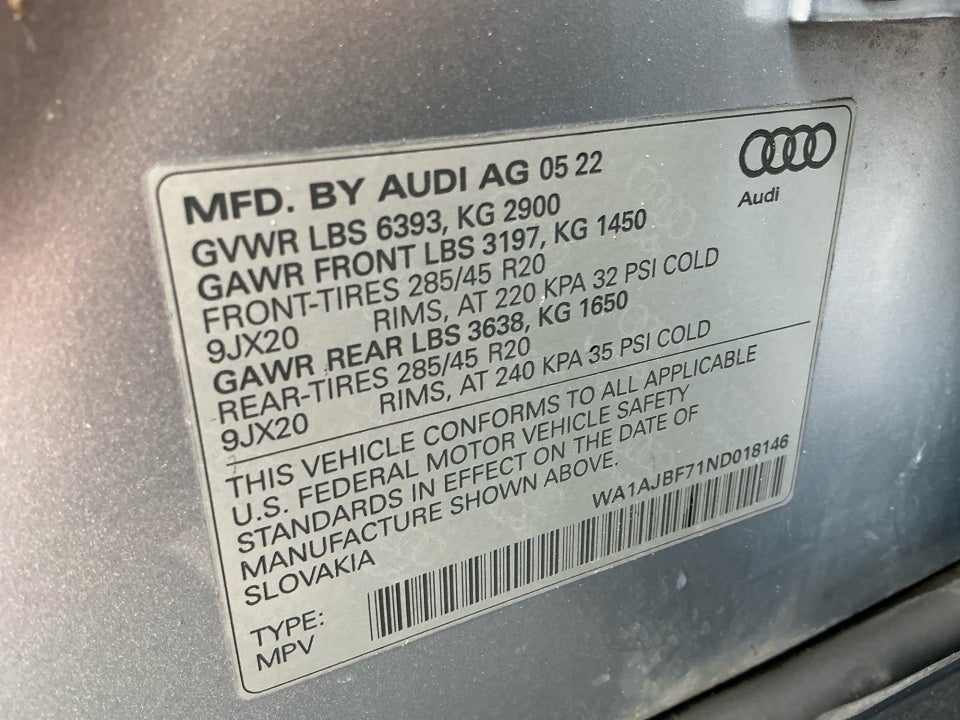 MFD. BY AUDI AG 05 22
Audi
GVWR LBS 6393, KG 2900
GAWR FRONT LBS 3197, KG 1450
FRONT-TIRES 285/45 R20
9JX20 RIMS, AT 220 KPA 32 PSI COLD
GAWR REAR LBS 3638, KG 1650
REAR-TIRES 285/45 R20
9JX20 RIMS, AT 240 KPA 35 PSI COLD
THIS VEHICLE CONFORMS TO ALL APPLICABLE
U.S. FEDERAL MOTOR VEHICLE SAFETY
STANDARDS IN EFFECT ON THE DATE OF
MANUFACTURE SHOWN ABOVE.
SLOVAKIA WA1AJBF71ND018146
TYPE:
MPV